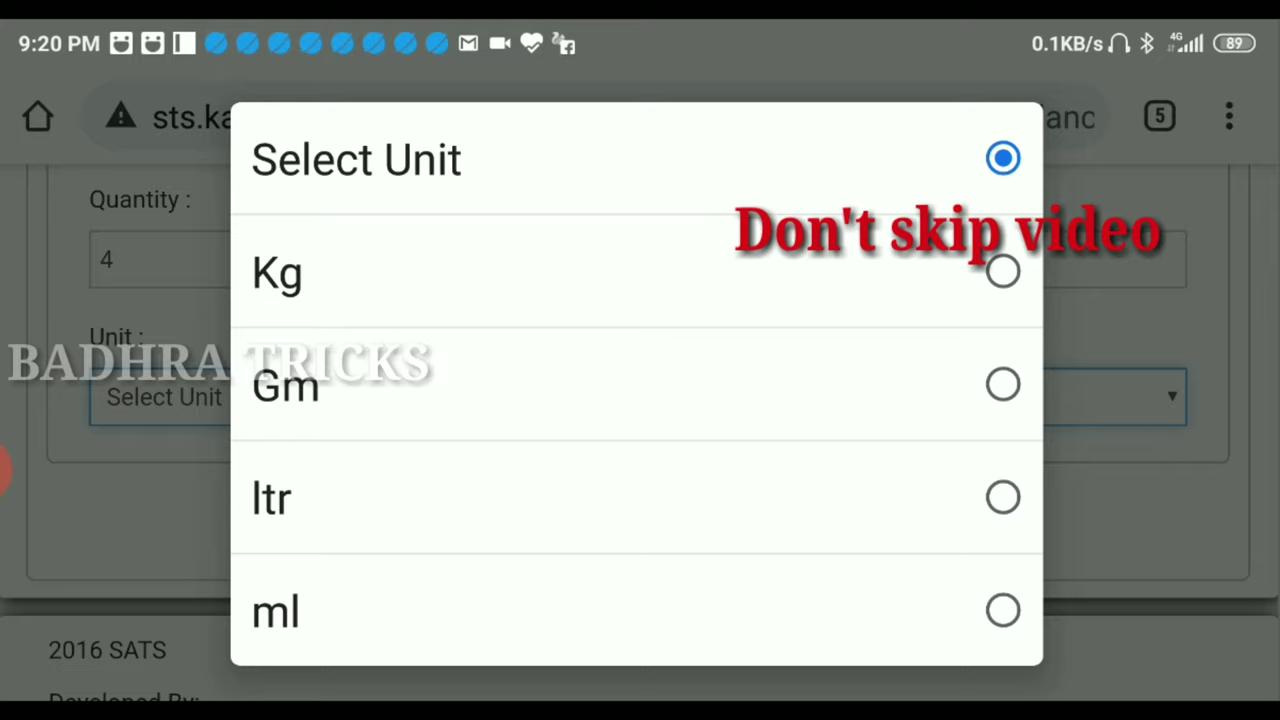 9:20 PM
0.1KB/s 4G 89
sts.ka
anc
5
Select Unit
Quantity :
Don't skip video
4
Kg
Unit :
BADHRA TRICKS
Select Unit
Gm
ltr
ml
2016 SATS
Developed By: